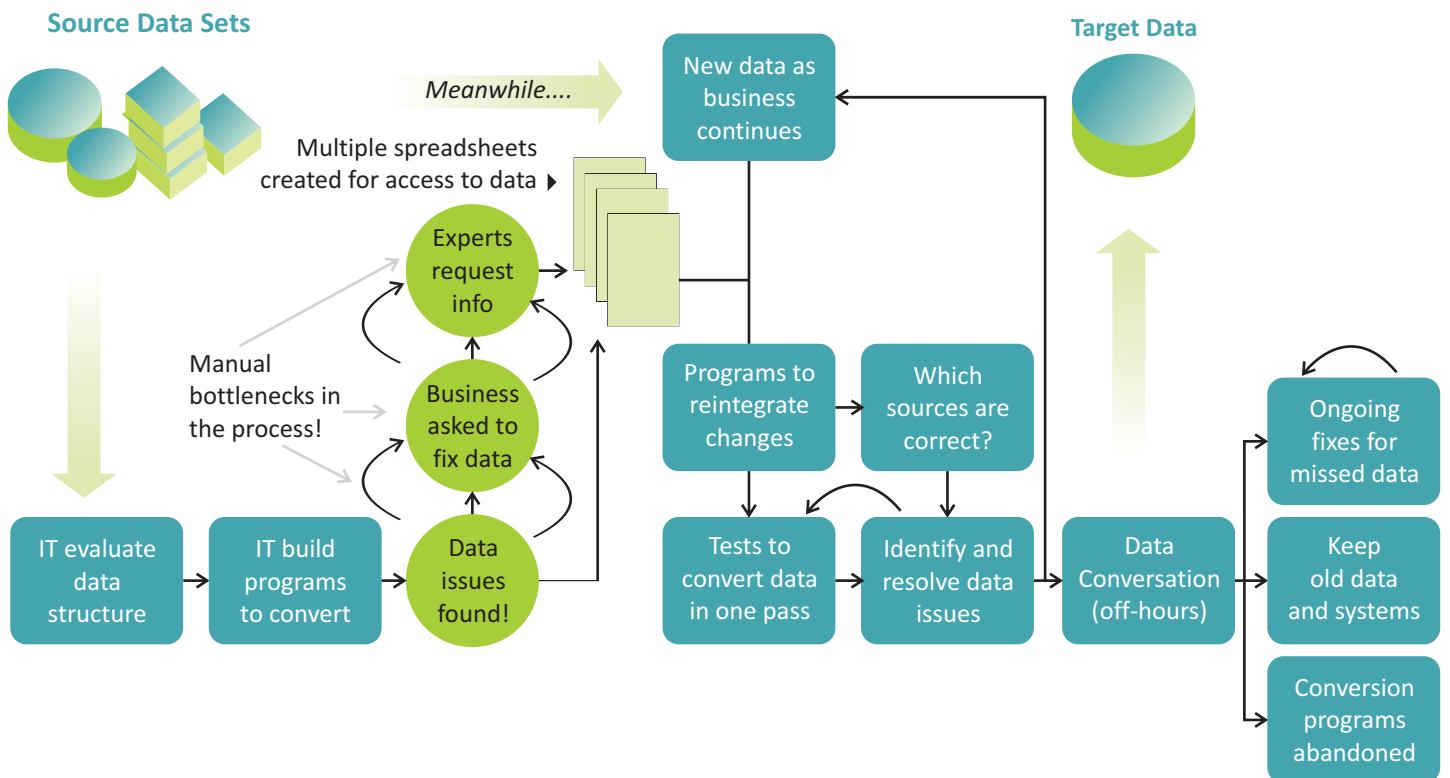 Source Data Sets
Target Data
Meanwhile....
New data as
business
continues
Multiple spreadsheets
created for access to data
Experts
request
info
Manual
bottlenecks in
the process!
Business
asked to
fix data
Programs to
reintegrate
changes
Which
sources are
correct?
Ongoing
fixes for
missed data
IT evaluate
data
structure
IT build
programs
to convert
Data
issues
found!
Tests to
convert data
in one pass
Identify and
resolve data
issues
Data
Conversation
(off-hours)
Keep
old data
and systems
Conversion
programs
abandoned